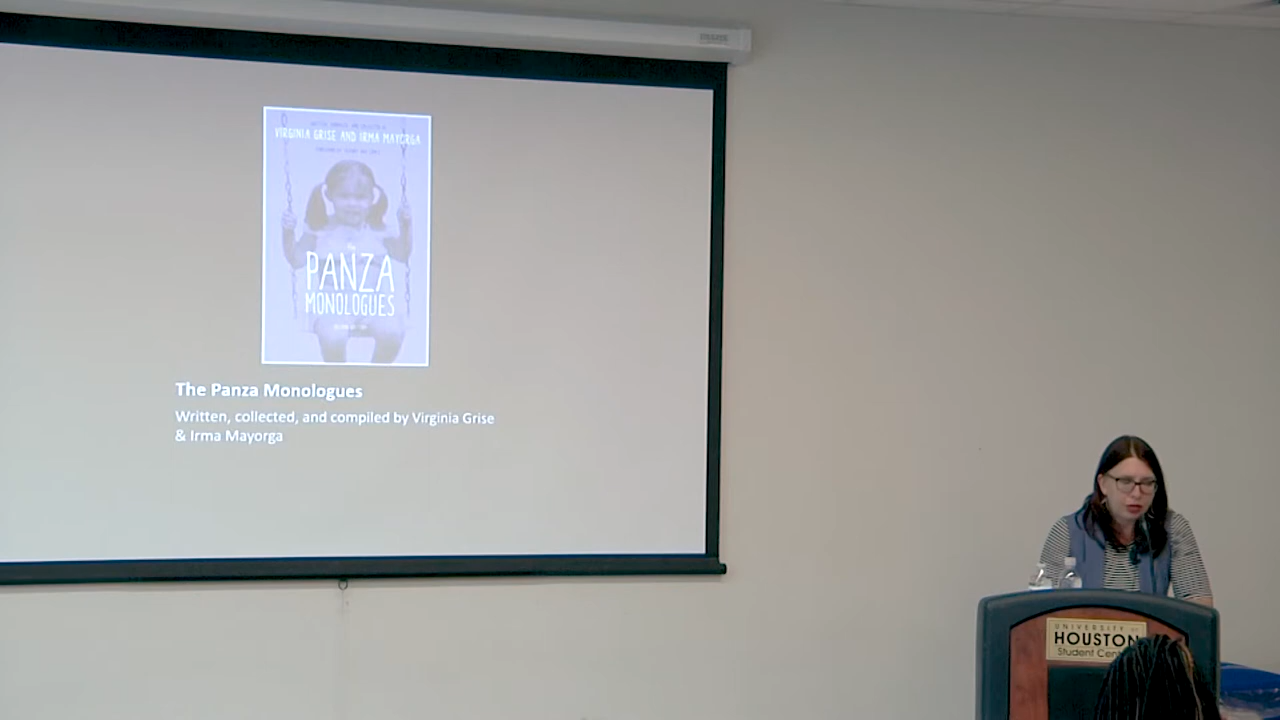 VIRGINIA GRISE AND IRMA MAYORGA
THE
PANZA
MONOLOGUES
The Panza Monologues
Written, collected, and compiled by Virginia Grise
& Irma Mayorga
UNIVERSITY OF
HOUSTON
Student